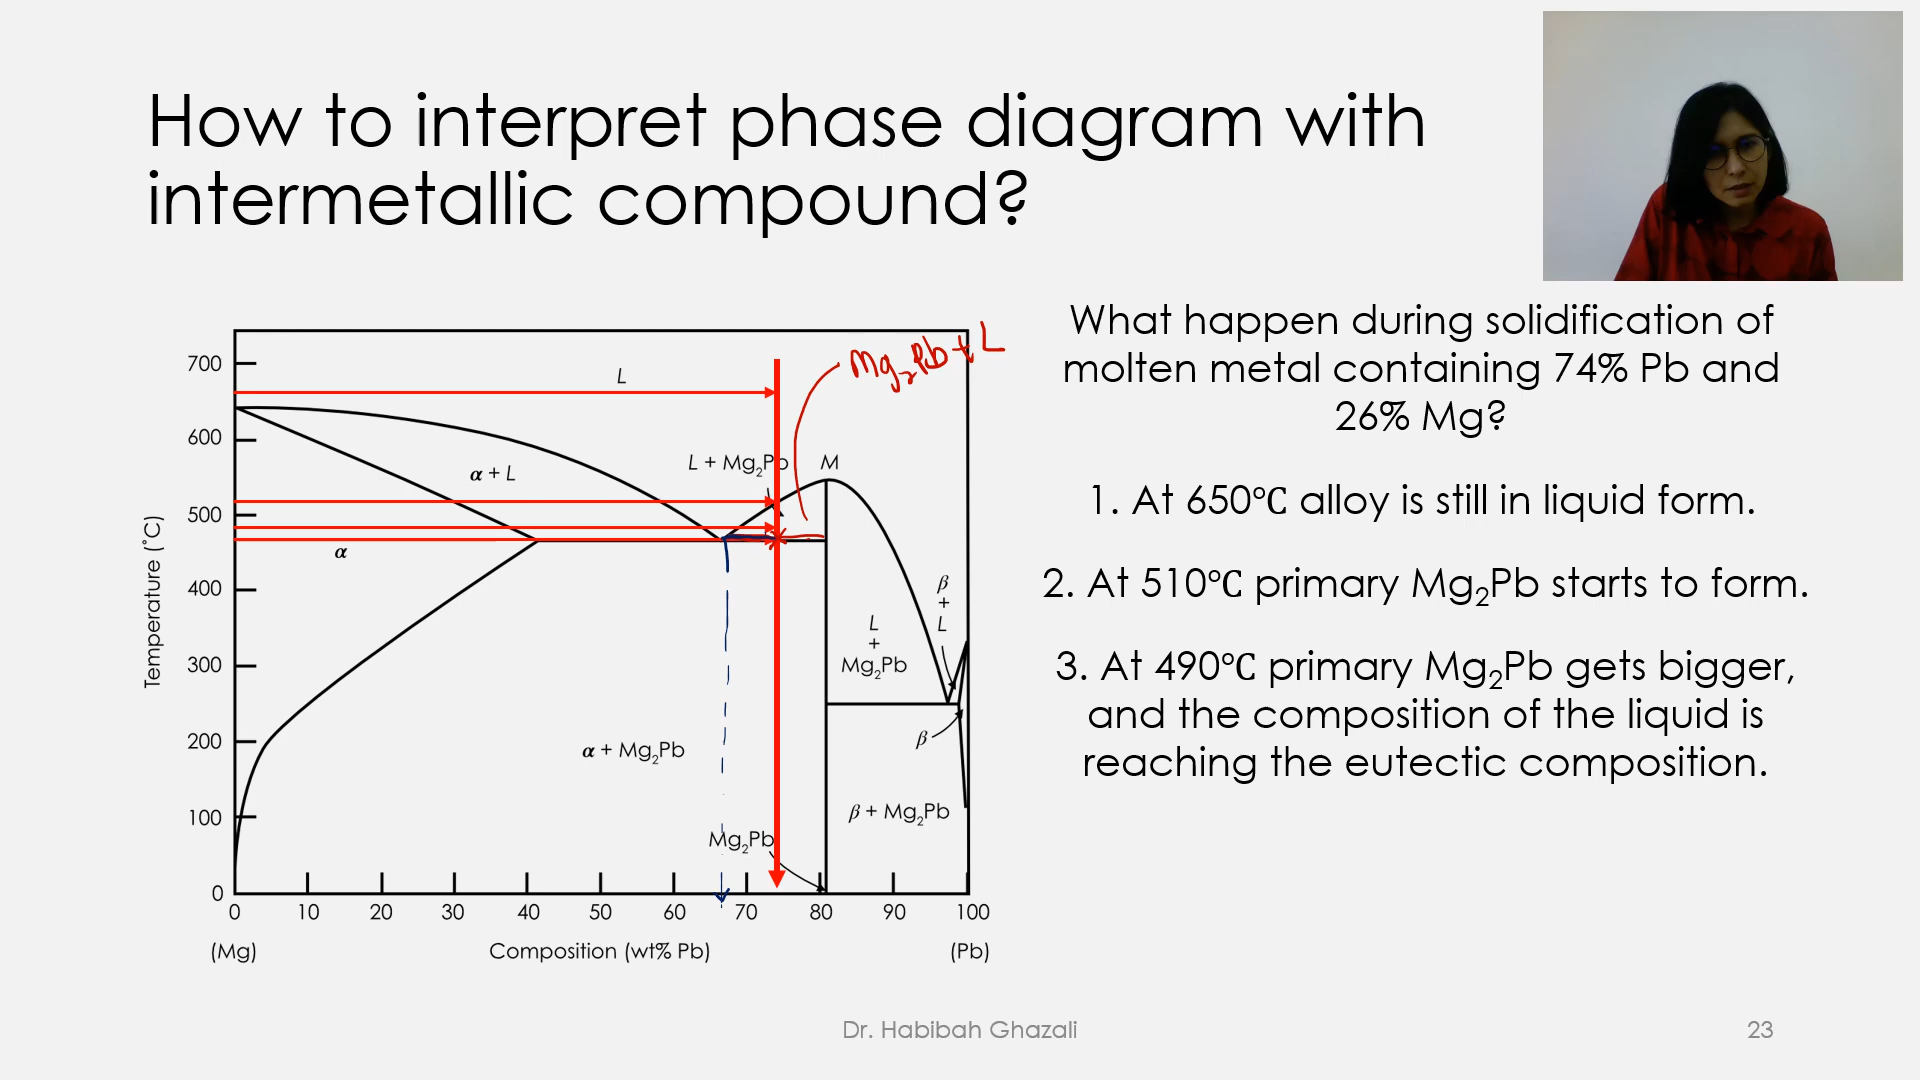 How to interpret phase diagram with
intermetallic compound?
What happen during solidification of
molten metal containing 74% Pb and
26% Mg?
1. At 650℃ alloy is still in liquid form.
2. At 510℃ primary Mg₂Pb starts to form.
3. At 490℃ primary Mg₂Pb gets bigger,
and the composition of the liquid is
reaching the eutectic composition.
Temperature (˚C)
700
600
500
400
300
200
100
0
L
Mg₂Pb + L
α + L
L + Mg₂Pb
M
α
β
+
L
L
+
Mg₂Pb
β
α + Mg₂Pb
β + Mg₂Pb
Mg₂Pb
0 10 20 30 40 50 60 70 80 90 100
(Mg) Composition (wt% Pb) (Pb)
Dr. Habibah Ghazali
23